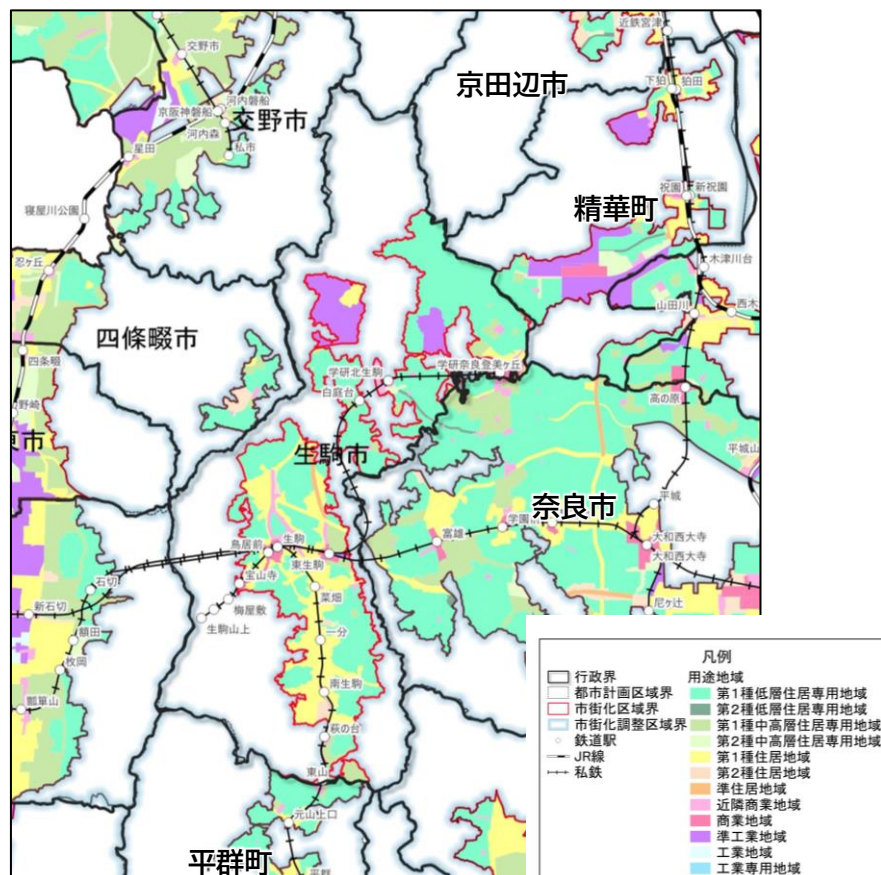 近鉄宮津
交野市
京田辺市
下狛
狛田
河内磐船
京阪神磐船
交野市
河内森
星田
私市
祝園
新祝園
精華町
寝屋川公園
木津川台
忍ケ丘
山田川
西木
四條畷市
四条畷
学研北生駒
学研奈良登美ヶ丘
白庭台
高の原
野崎
生駒市
東市
平城山
平城
奈良市
学園前
富雄
大和西大寺
大和西大寺
鳥居前
生駒
東生駒
石切
宝山寺
菜畑
尼ヶ辻
新石切
梅屋敷
生駒山上
額田
一分
枚岡
瓢箪山
南生駒
萩の台
東山
元山上口
平群町
平群
凡例
行政界
都市計画区域界
市街化区域界
市街化調整区域界
鉄道駅
JR線
私鉄
用途地域
第1種低層住居専用地域
第2種低層住居専用地域
第1種中高層住居専用地域
第2種中高層住居専用地域
第1種住居地域
第2種住居地域
準住居地域
近隣商業地域
商業地域
準工業地域
工業地域
工業専用地域